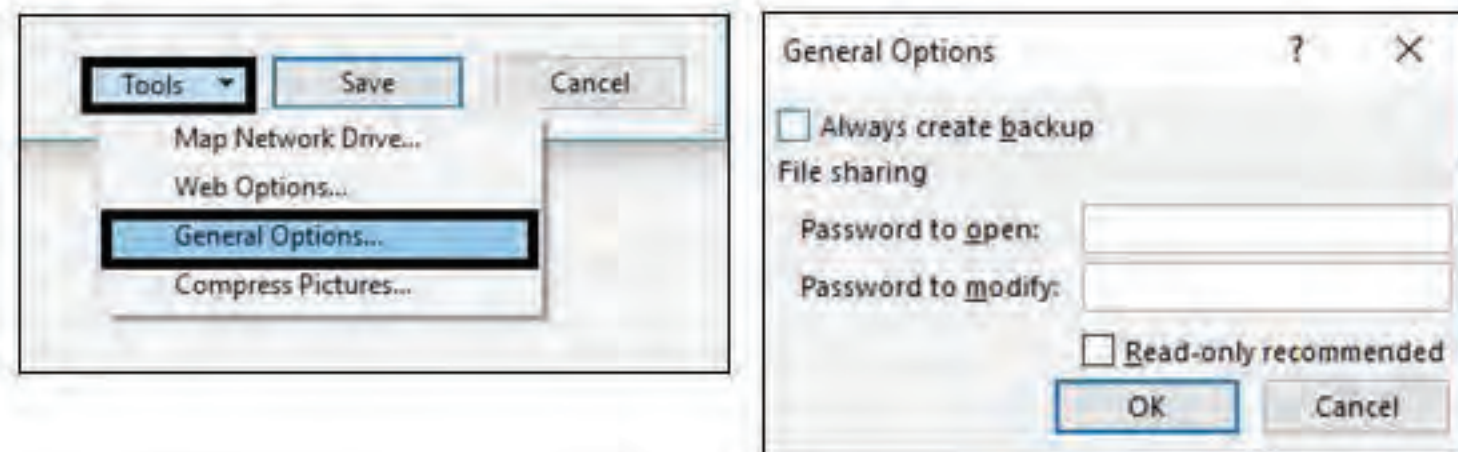 Tools Save Cancel
Map Network Drive...
Web Options...
General Options...
Compress Pictures...
General Options ? ×
Always create backup
File sharing
Password to open:
Password to modify:
Read-only recommended
OK Cancel